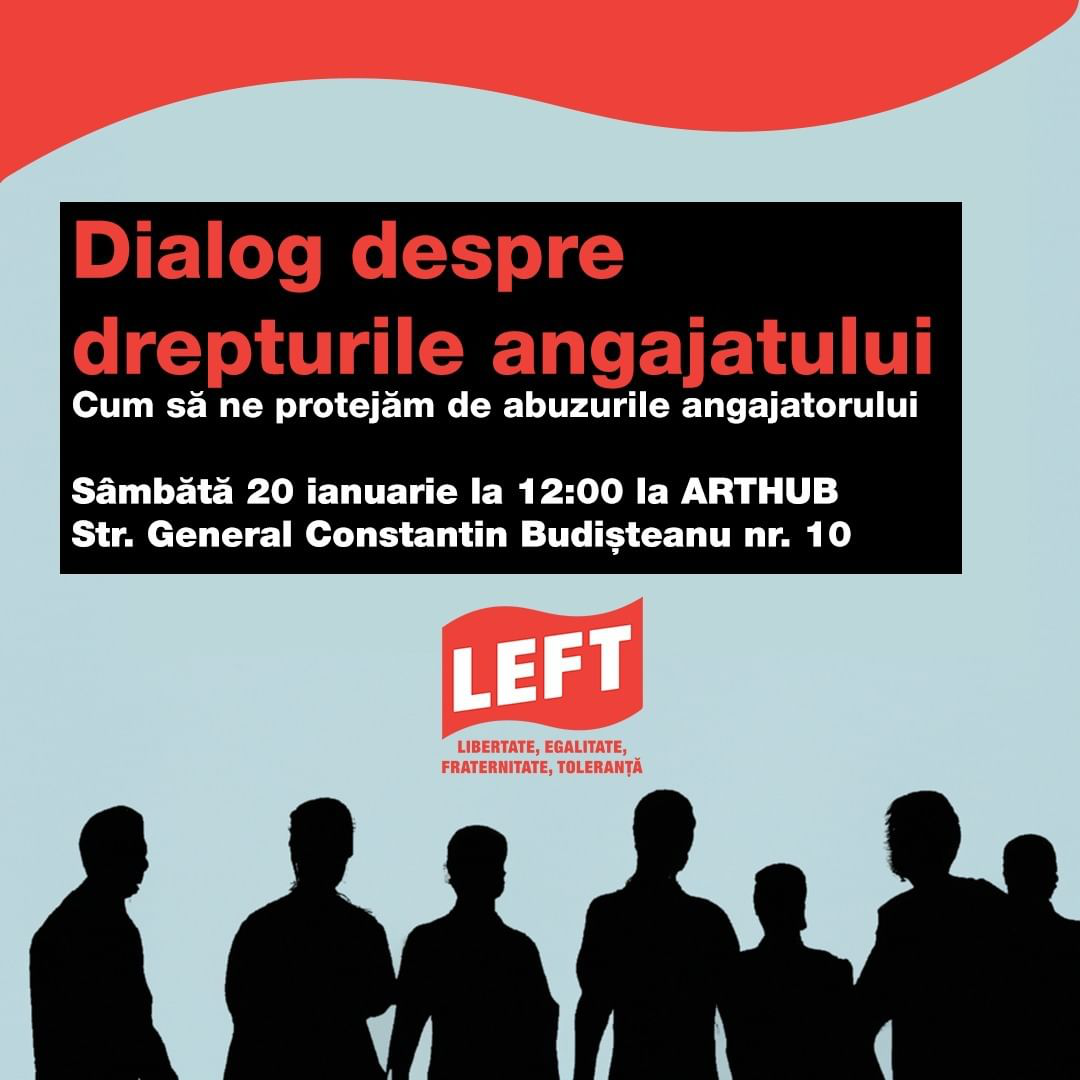 Dialog despre
drepturile angajatului
Cum să ne protejăm de abuzurile angajatorului
Sâmbătă 20 ianuarie la 12:00 la ARTHUB
Str. General Constantin Budișteanu nr. 10
LEFT
LIBERTATE, EGALITATE,
FRATERNITATE, TOLERANȚĂ